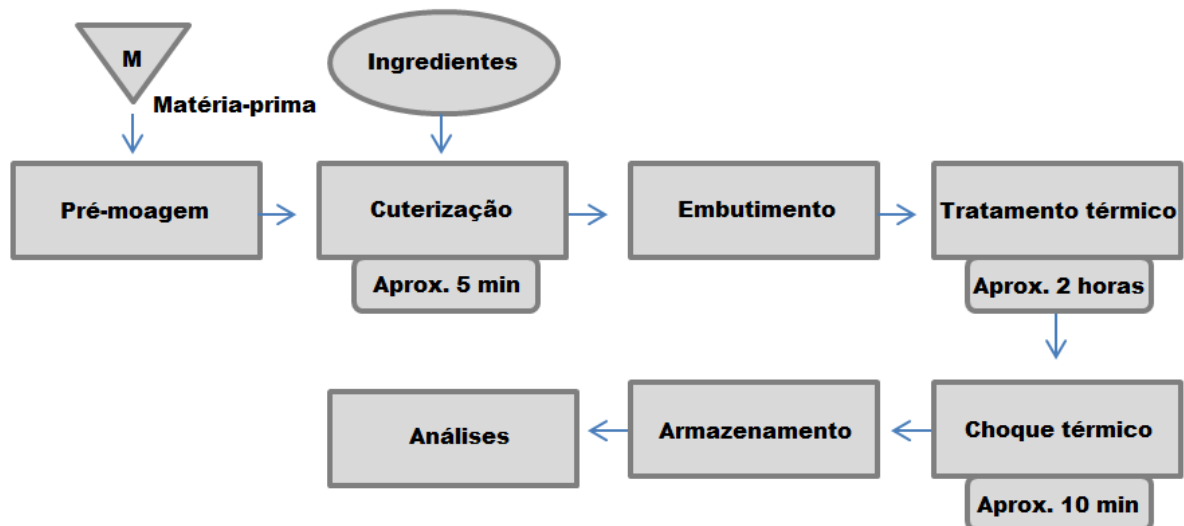 M
Ingredientes
Matéria-prima
Pré-moagem
Cuterização
Embutimento
Tratamento térmico
Aprox. 5 min
Aprox. 2 horas
Análises
Armazenamento
Choque térmico
Aprox. 10 min